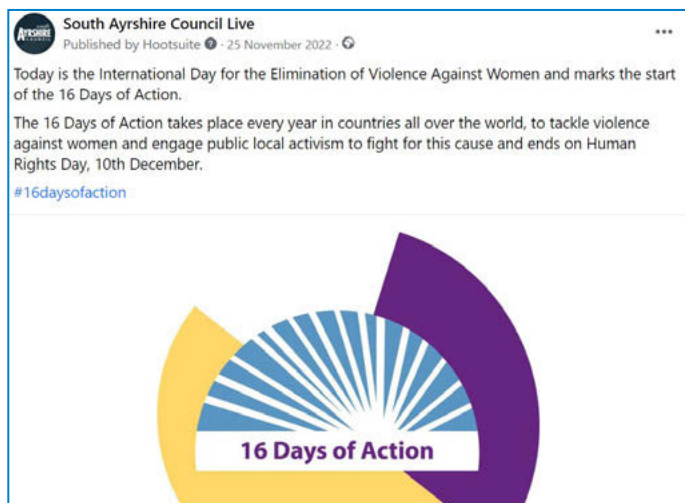 South Ayrshire Council Live
Published by Hootsuite · 25 November 2022 ·
Today is the International Day for the Elimination of Violence Against Women and marks the start
of the 16 Days of Action.
The 16 Days of Action takes place every year in countries all over the world, to tackle violence
against women and engage public local activism to fight for this cause and ends on Human
Rights Day, 10th December.
#16daysofaction
16 Days of Action